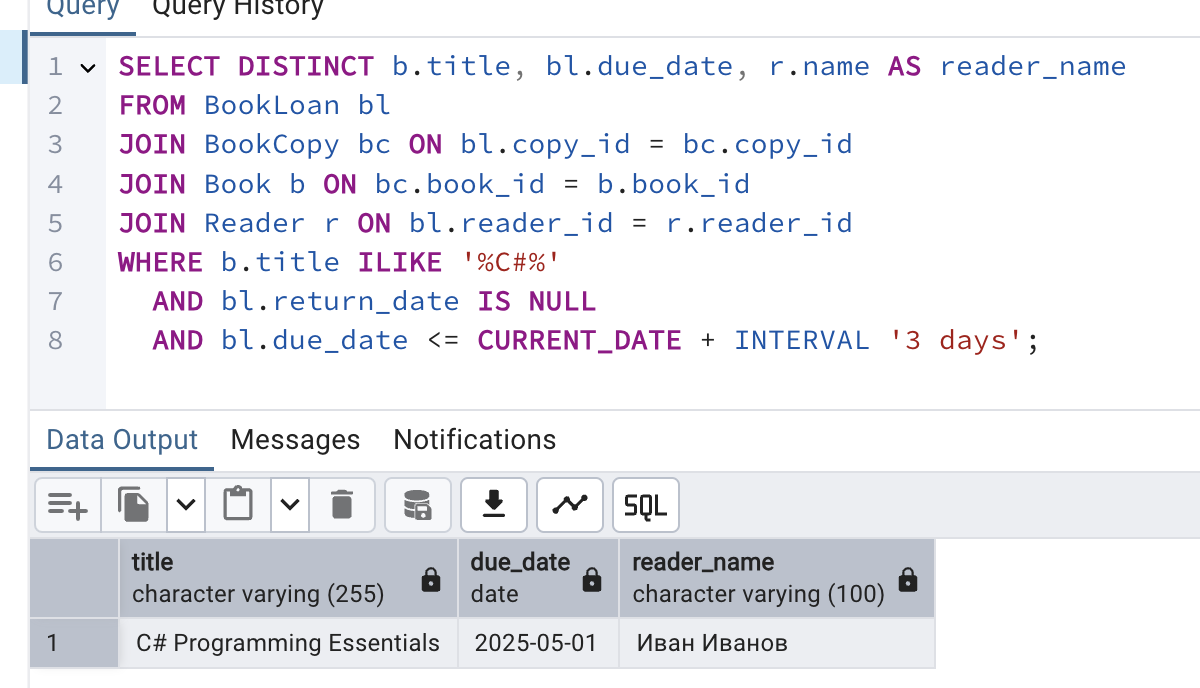 Query Query History
1 SELECT DISTINCT b.title, bl.due_date, r.name AS reader_name
2 FROM BookLoan bl
3 JOIN BookCopy bc ON bl.copy_id = bc.copy_id
4 JOIN Book b ON bc.book_id = b.book_id
5 JOIN Reader r ON bl.reader_id = r.reader_id
6 WHERE b.title ILIKE '%C#%'
7 AND bl.return_date IS NULL
8 AND bl.due_date <= CURRENT_DATE + INTERVAL '3 days';
Data Output Messages Notifications
SQL
title due_date reader_name
character varying (255) date character varying (100)
1 C# Programming Essentials 2025-05-01 Иван Иванов